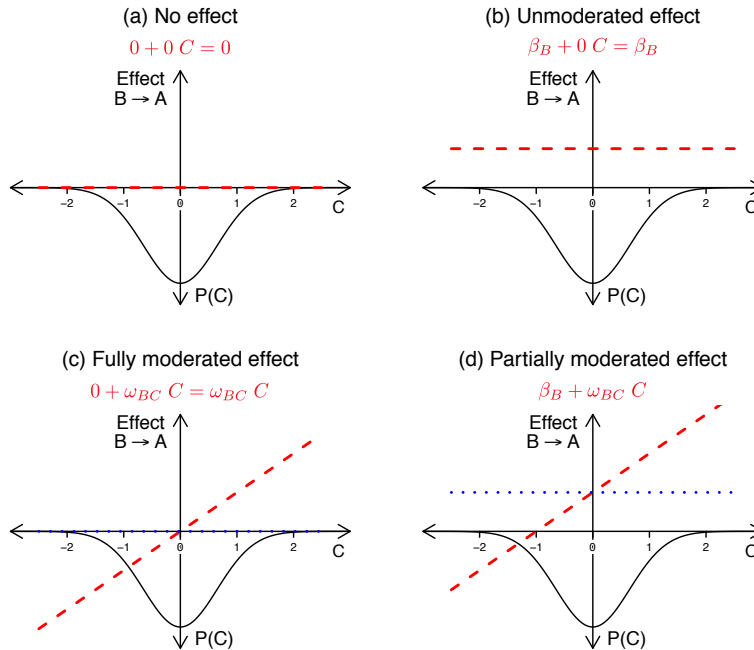 (a) No effect
0 + 0 C = 0
Effect
B → A
−2 −1 0 1 2
C
P(C)
(b) Unmoderated effect
β_B + 0 C = β_B
Effect
B → A
−2 −1 0 1 2
C
P(C)
(c) Fully moderated effect
0 + ω_BC C = ω_BC C
Effect
B → A
−2 −1 0 1 2
C
P(C)
(d) Partially moderated effect
β_B + ω_BC C
Effect
B → A
−2 −1 0 1 2
C
P(C)